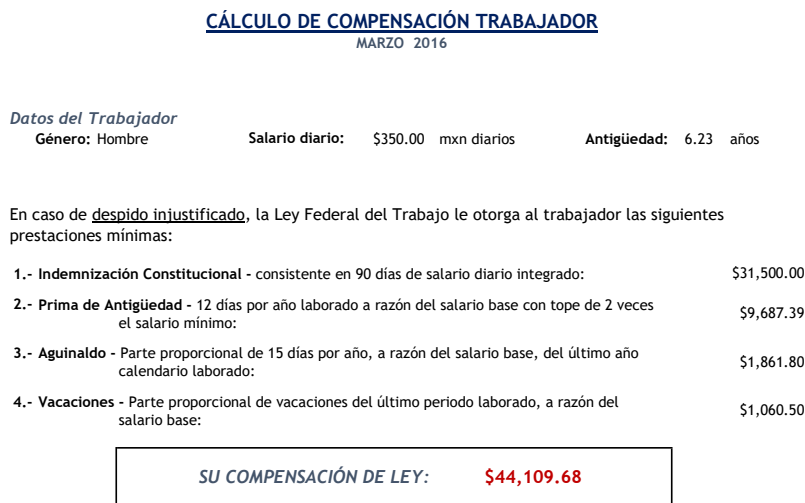 CÁLCULO DE COMPENSACIÓN TRABAJADOR
MARZO 2016
Datos del Trabajador
Género: Hombre Salario diario: $350.00 mxn diarios Antigüedad: 6.23 años
En caso de despido injustificado, la Ley Federal del Trabajo le otorga al trabajador las siguientes
prestaciones mínimas:
1.- Indemnización Constitucional - consistente en 90 días de salario diario integrado: $31,500.00
2.- Prima de Antigüedad - 12 días por año laborado a razón del salario base con tope de 2 veces
el salario mínimo: $9,687.39
3.- Aguinaldo - Parte proporcional de 15 días por año, a razón del salario base, del último año
calendario laborado: $1,861.80
4.- Vacaciones - Parte proporcional de vacaciones del último periodo laborado, a razón del
salario base: $1,060.50
SU COMPENSACIÓN DE LEY: $44,109.68